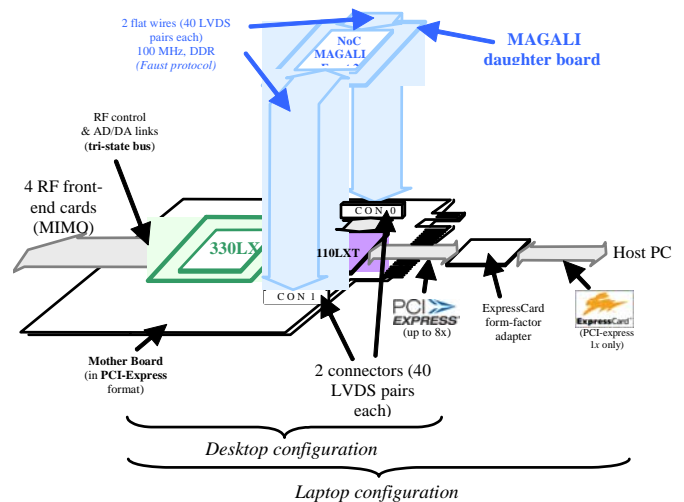 2 flat wires (40 LVDS
pairs each)
100 MHz, DDR
(Faust protocol)
NoC
MAGALI
MAGALI
daughter board
RF control
& AD/DA links
(tri-state bus)
4 RF front-
end cards
(MIMO)
330LX
110LXT
CON 0
CON 1
Host PC
PCI
EXPRESS
(up to 8x)
ExpressCard
form-factor
adapter
ExpressCard
(PCI-express
1x only)
Mother Board
(in PCI-Express
format)
2 connectors (40
LVDS pairs
each)
Desktop configuration
Laptop configuration